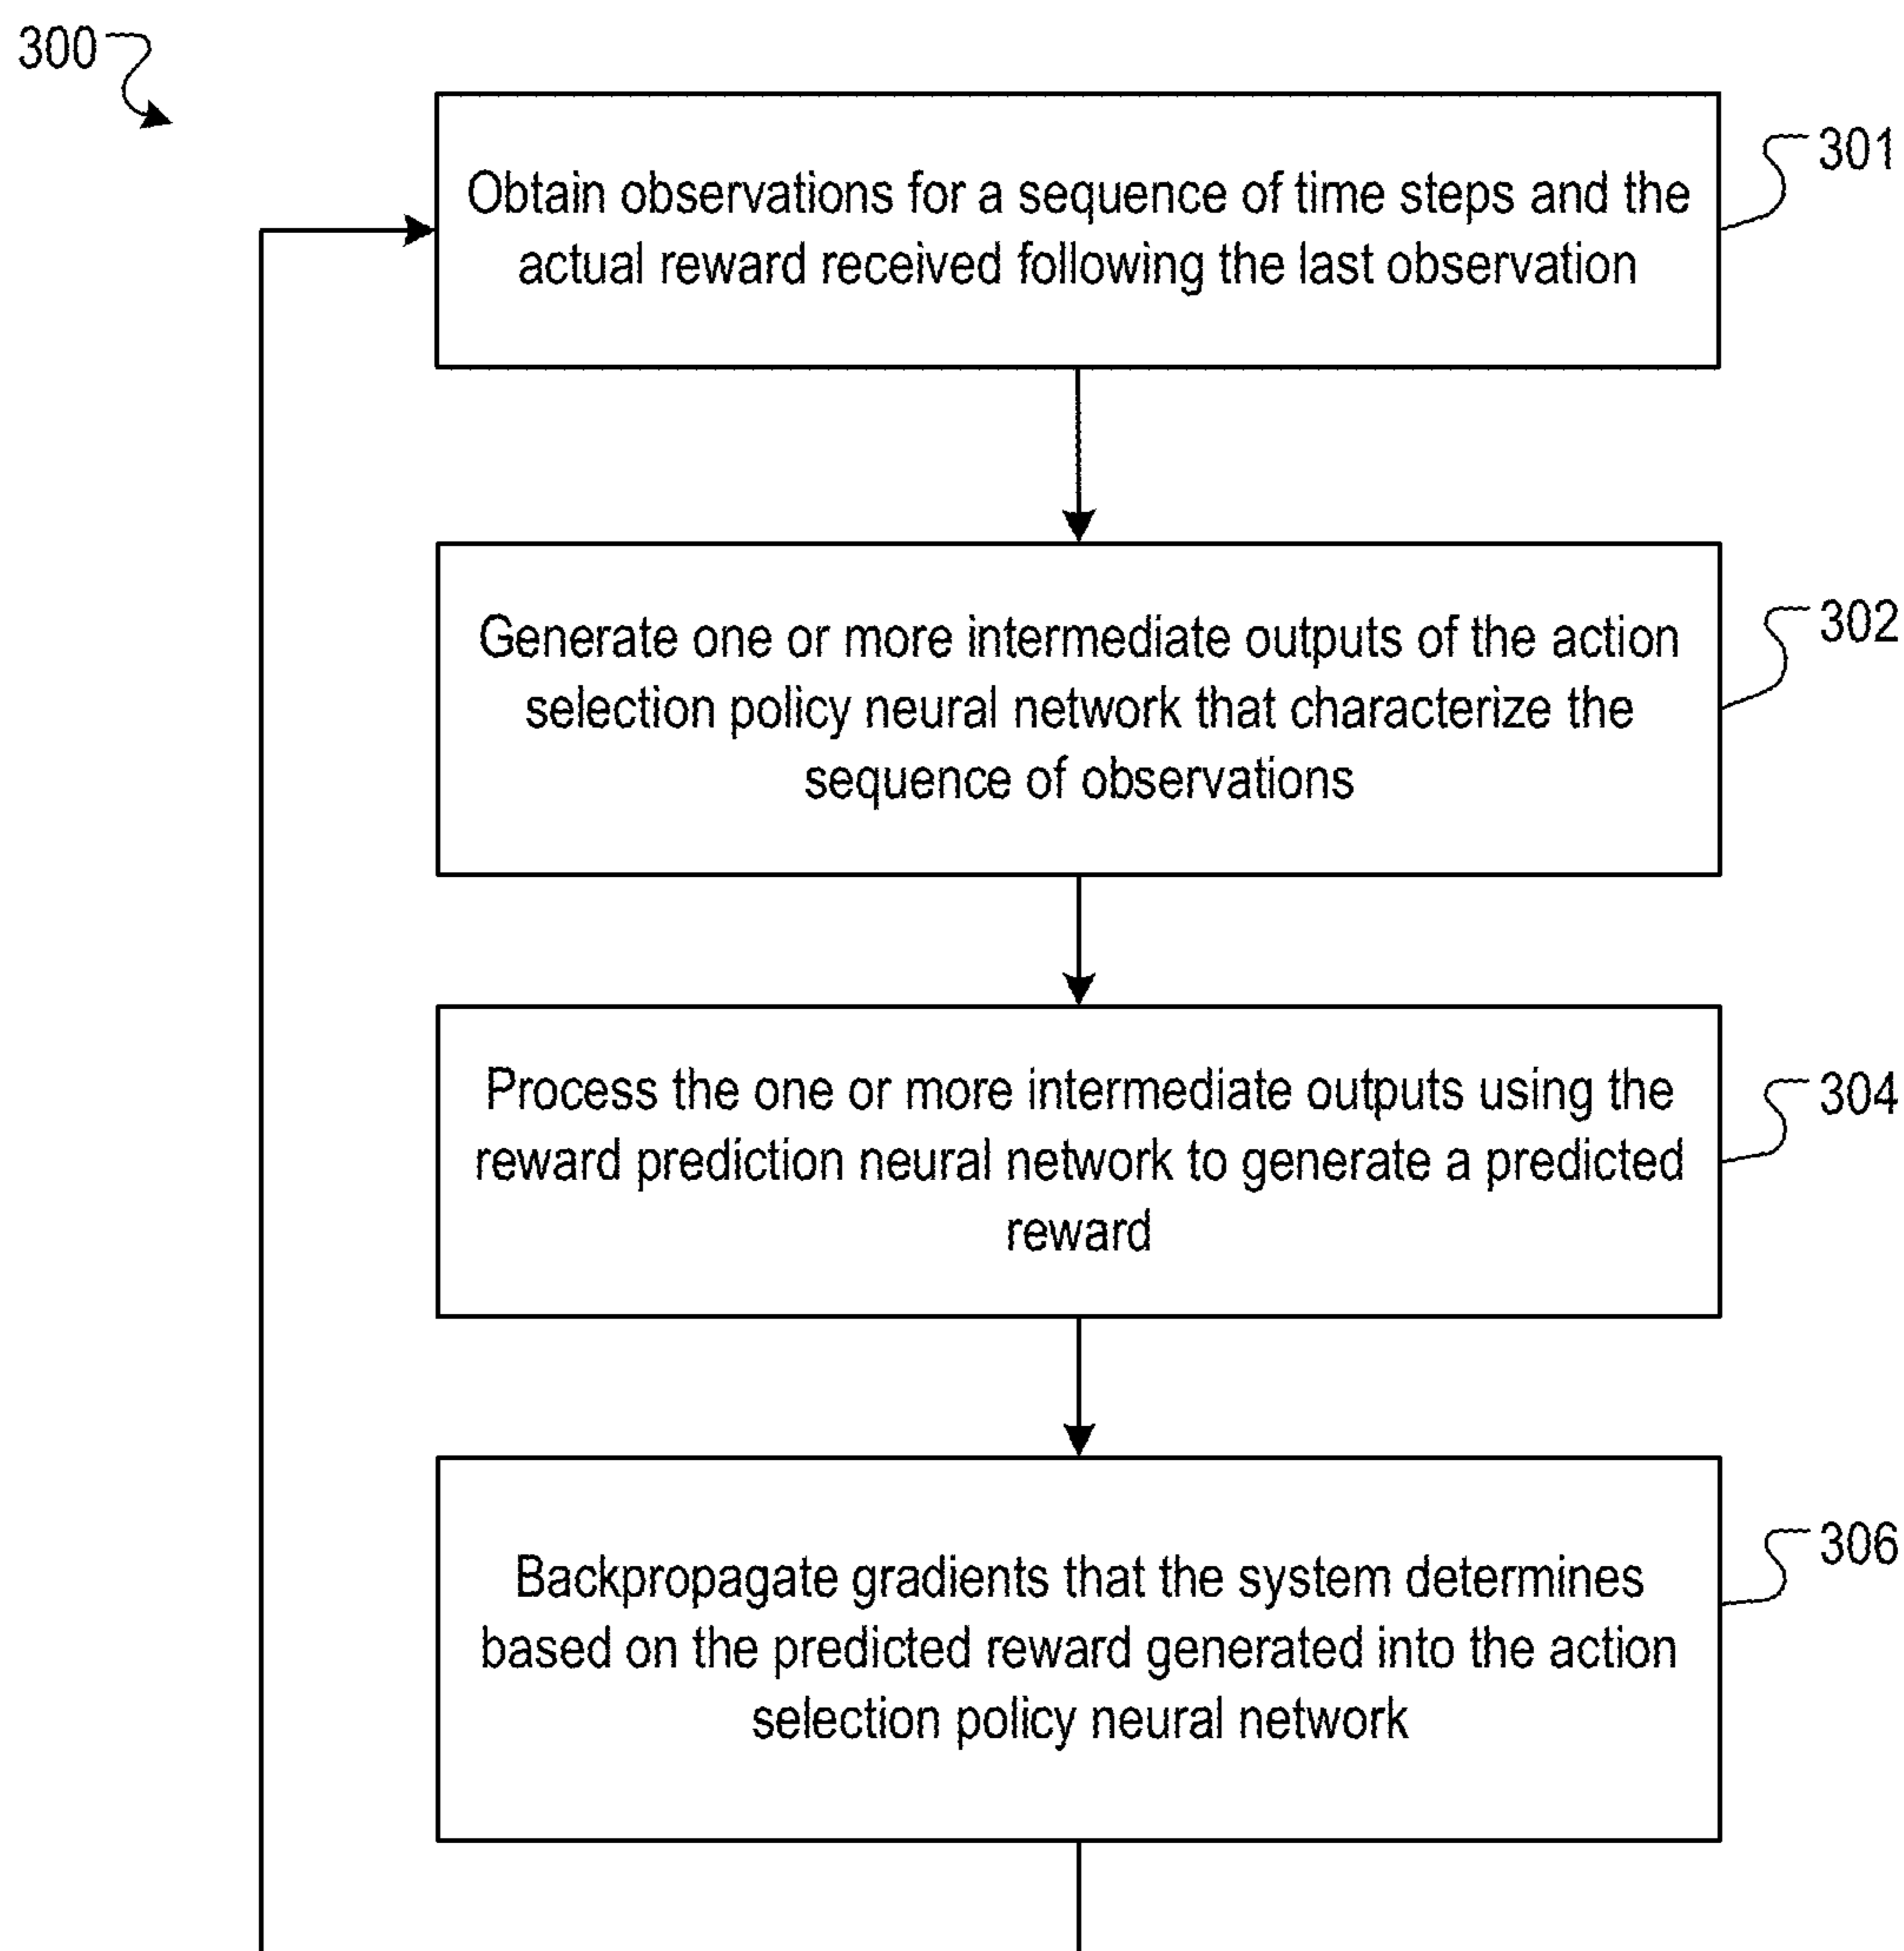 300
301
Obtain observations for a sequence of time steps and the
actual reward received following the last observation
302
Generate one or more intermediate outputs of the action
selection policy neural network that characterize the
sequence of observations
304
Process the one or more intermediate outputs using the
reward prediction neural network to generate a predicted
reward
306
Backpropagate gradients that the system determines
based on the predicted reward generated into the action
selection policy neural network